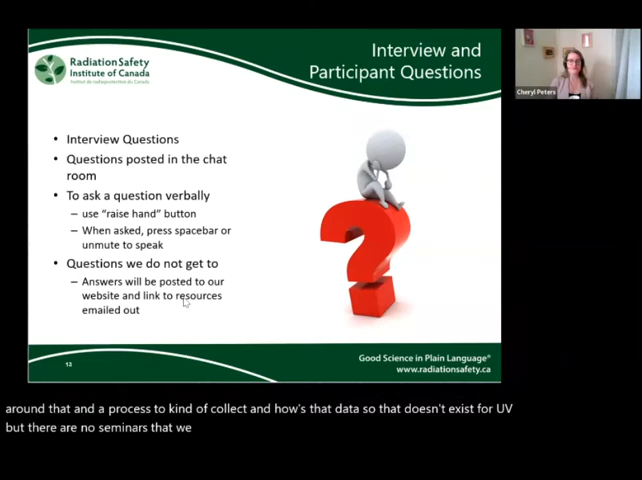 Radiation Safety
Institute of Canada
Institut de radioprotection du Canada
Interview and
Participant Questions
Cheryl Peters
• Interview Questions
• Questions posted in the chat
room
• To ask a question verbally
– use "raise hand" button
– When asked, press spacebar or
unmute to speak
• Questions we do not get to
– Answers will be posted to our
website and link to resources
emailed out
13
Good Science in Plain Language®
www.radiationsafety.ca
around that and a process to kind of collect and how's that data so that doesn't exist for UV
but there are no seminars that we